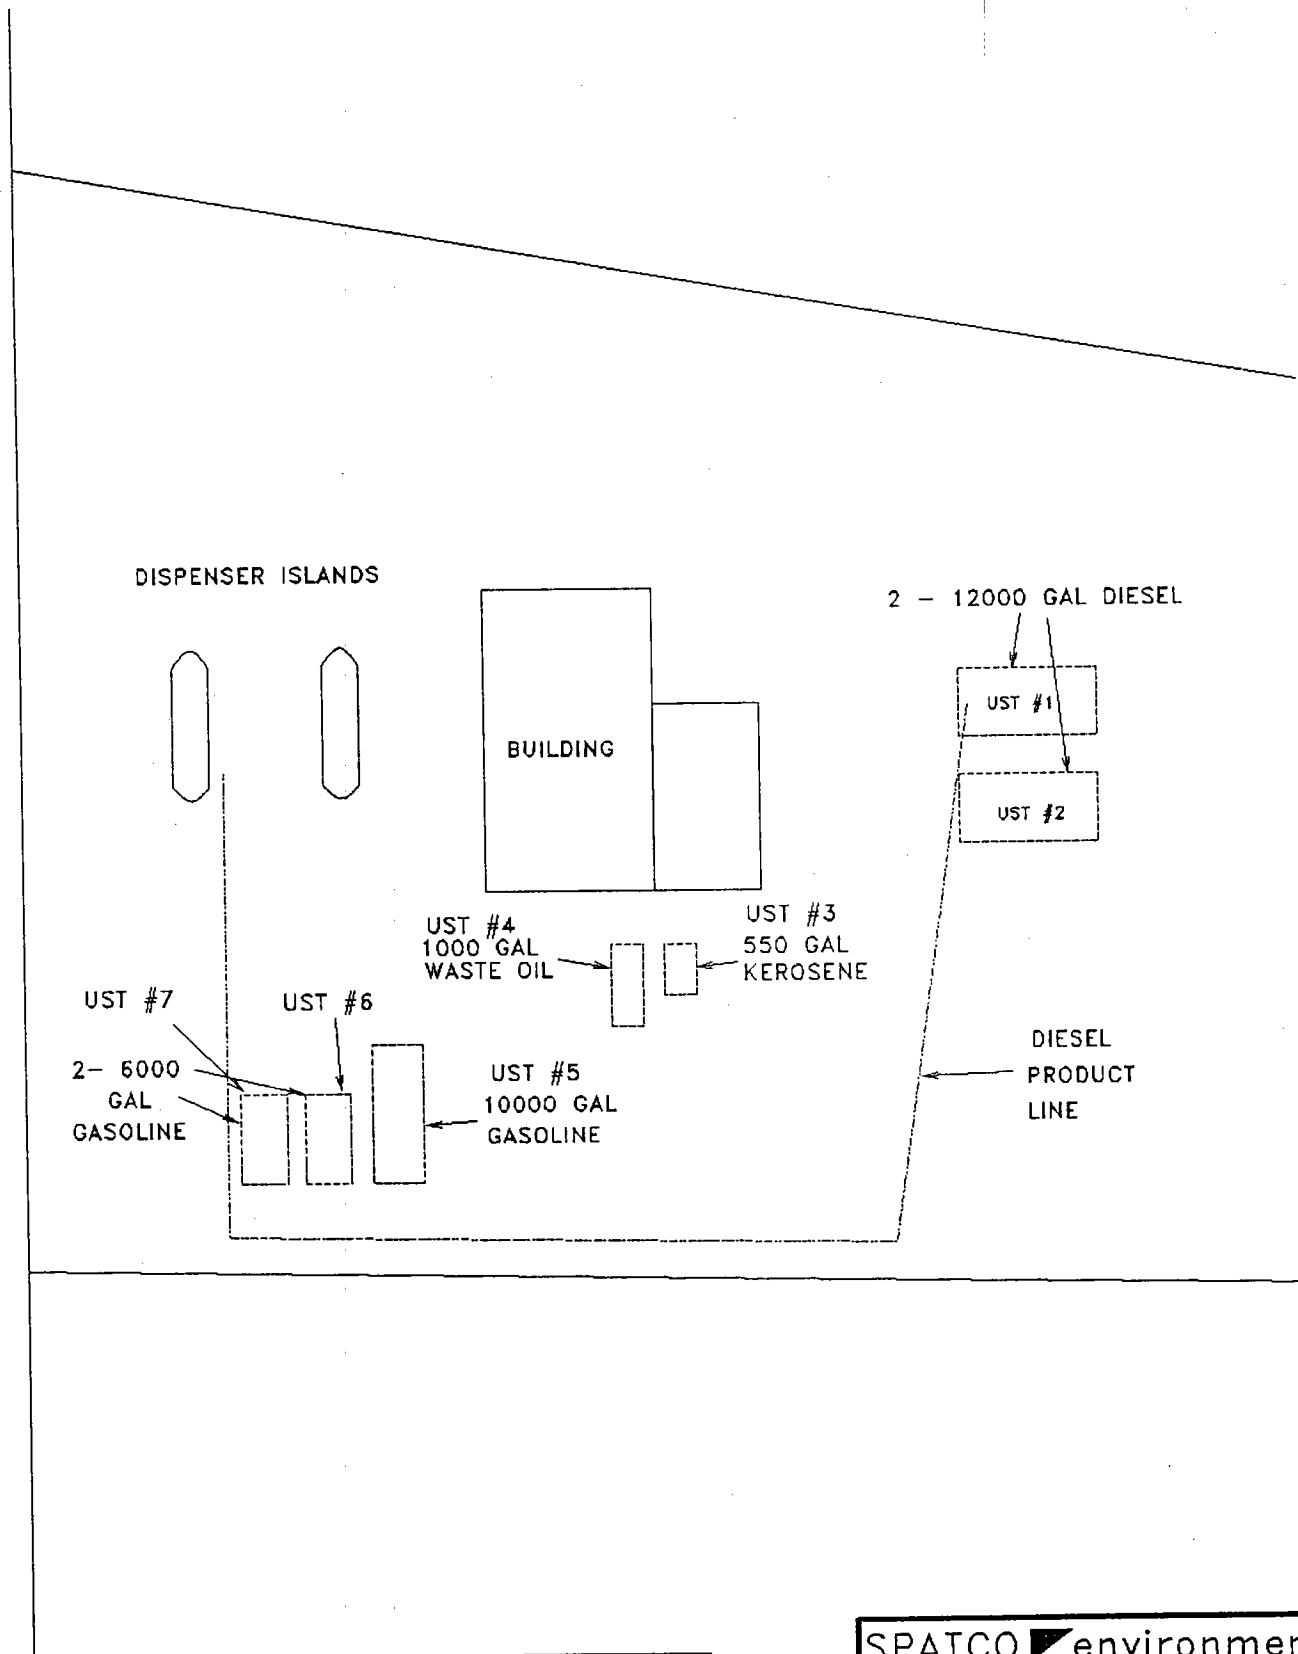 DISPENSER ISLANDS
2 - 12000 GAL DIESEL
UST #1
BUILDING
UST #2
UST #4
1000 GAL
WASTE OIL
UST #3
550 GAL
KEROSENE
UST #7
UST #6
2- 6000
GAL
GASOLINE
UST #5
10000 GAL
GASOLINE
DIESEL
PRODUCT
LINE
SPATCO environmen